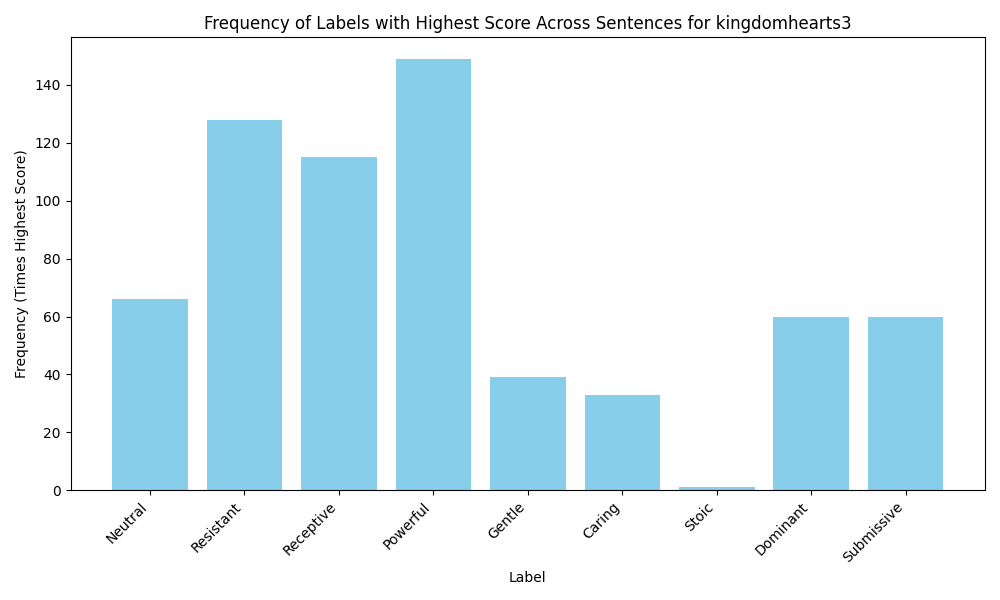 Frequency of Labels with Highest Score Across Sentences for kingdomhearts3
Frequency (Times Highest Score)
140
120
100
80
60
40
20
0
Neutral
Resistant
Receptive
Powerful
Gentle
Caring
Stoic
Dominant
Submissive
Label